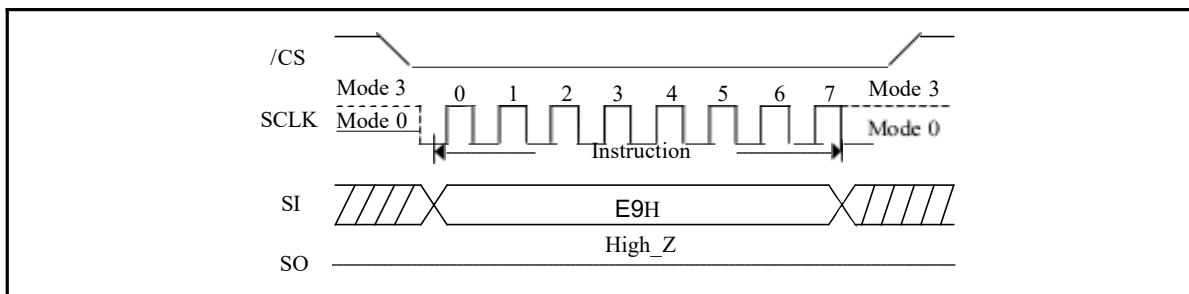 /CS
Mode 3 0 1 2 3 4 5 6 7 Mode 3
SCLK Mode 0 Mode 0
Instruction
SI E9H
High_Z
SO